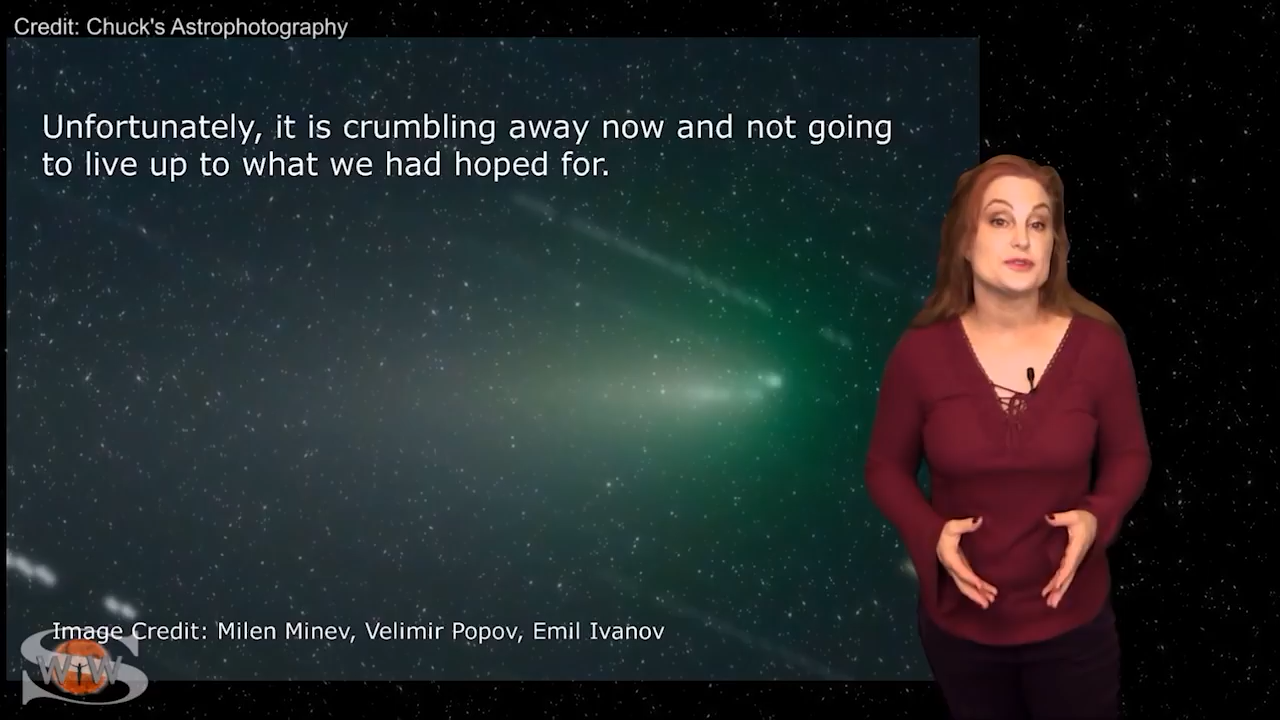 Credit: Chuck's Astrophotography
Unfortunately, it is crumbling away now and not going
to live up to what we had hoped for.
Image Credit: Milen Minev, Velimir Popov, Emil Ivanov
S
WTW